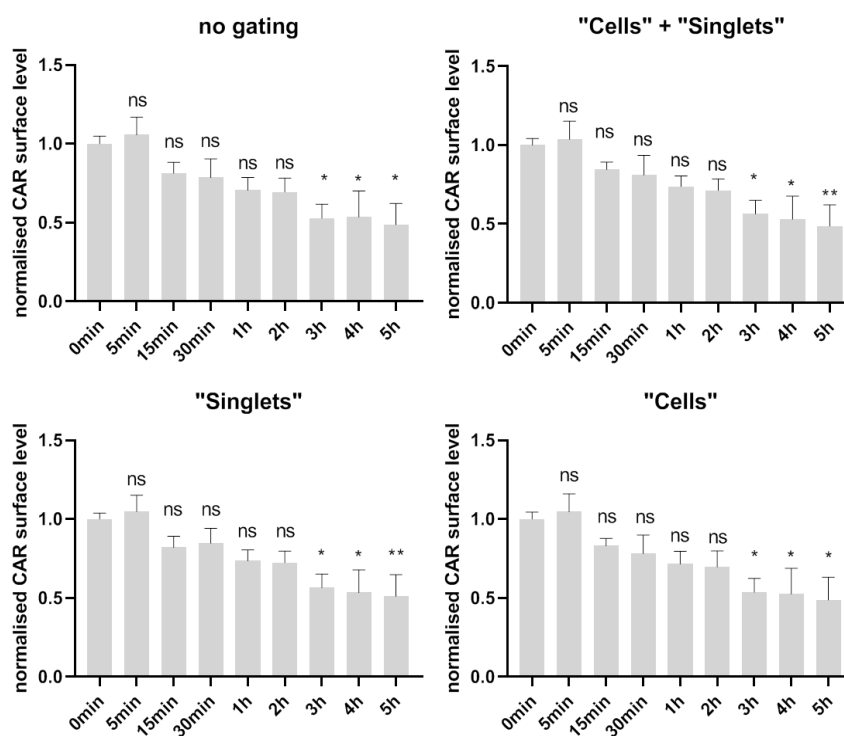 no gating
normalised CAR surface level
1.5
1.0
0.5
0.0
ns
ns
ns
ns
ns
*
*
*
0min
5min
15min
30min
1h
2h
3h
4h
5h
"Cells" + "Singlets"
normalised CAR surface level
1.5
1.0
0.5
0.0
ns
ns
ns
ns
ns
*
*
**
0min
5min
15min
30min
1h
2h
3h
4h
5h
"Singlets"
normalised CAR surface level
1.5
1.0
0.5
0.0
ns
ns
ns
ns
ns
*
*
**
0min
5min
15min
30min
1h
2h
3h
4h
5h
"Cells"
normalised CAR surface level
1.5
1.0
0.5
0.0
ns
ns
ns
ns
ns
*
*
*
0min
5min
15min
30min
1h
2h
3h
4h
5h